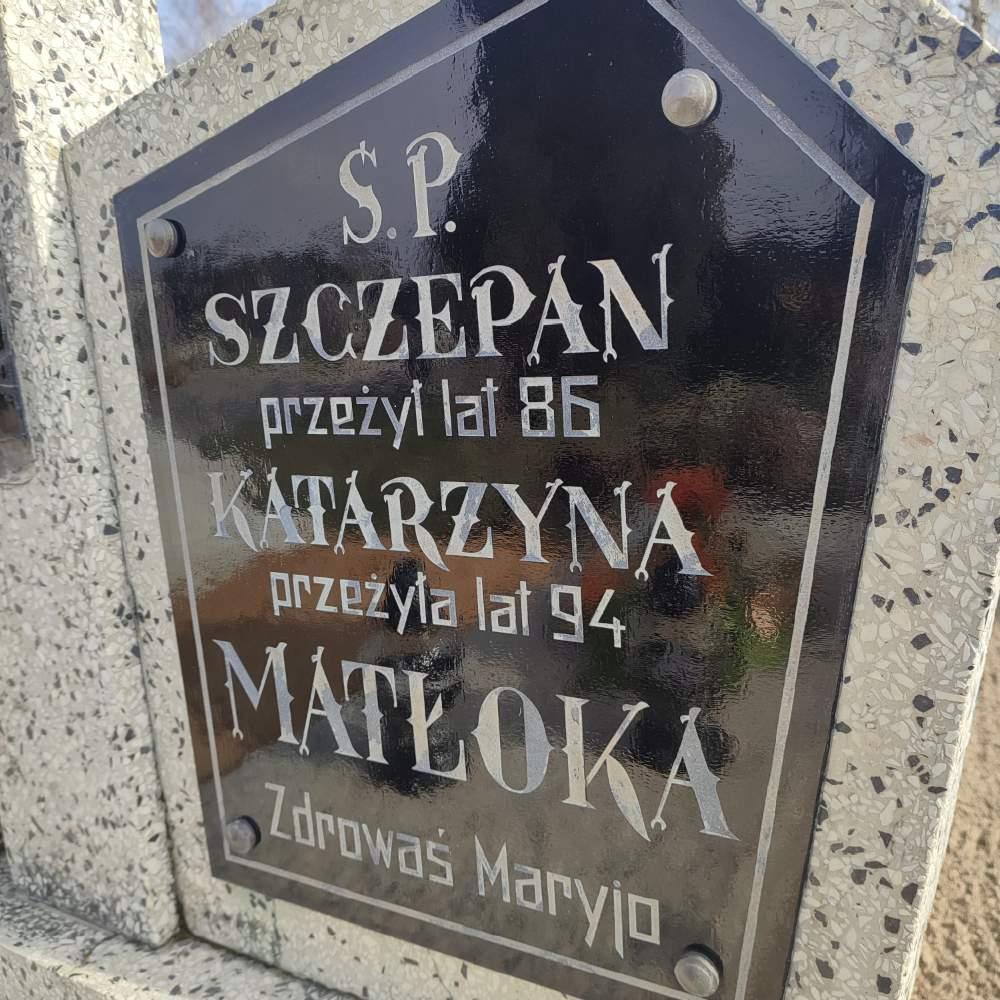 S.P.
SZCZEPAN
przeżył lat 86
KATARZYNA
przeżyła lat 94
MATŁOKA
Zdrowaś Maryjo